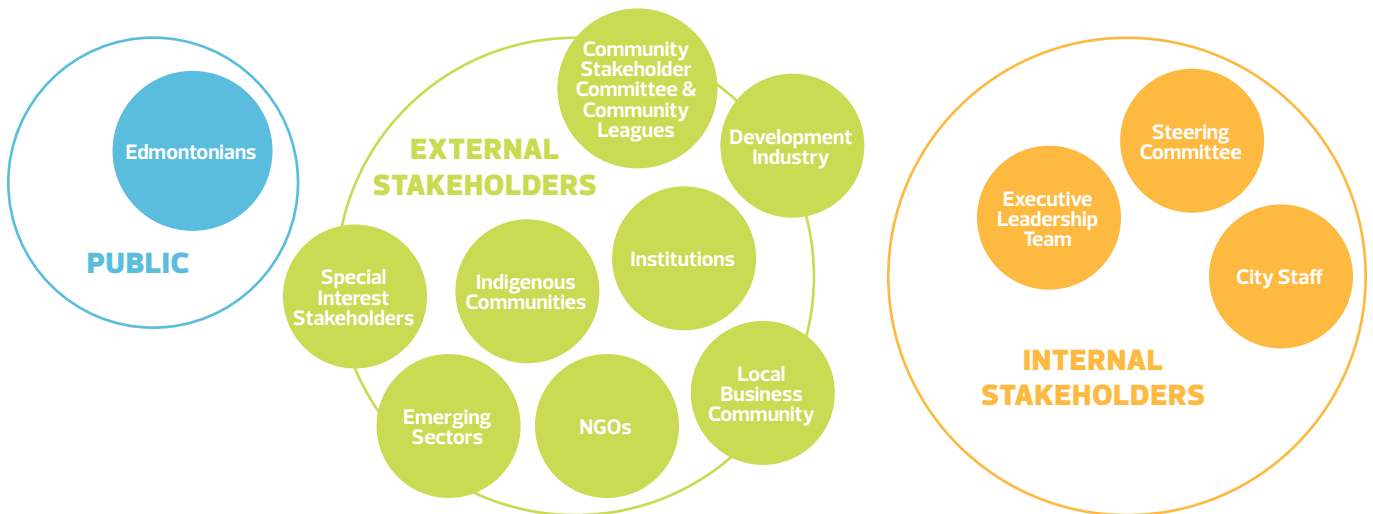 Edmontonians
PUBLIC
EXTERNAL
STAKEHOLDERS
Community
Stakeholder
Committee &
Community
Leagues
Development
Industry
Special
Interest
Stakeholders
Indigenous
Communities
Institutions
Emerging
Sectors
NGOs
Local
Business
Community
Executive
Leadership
Team
Steering
Committee
City Staff
INTERNAL
STAKEHOLDERS